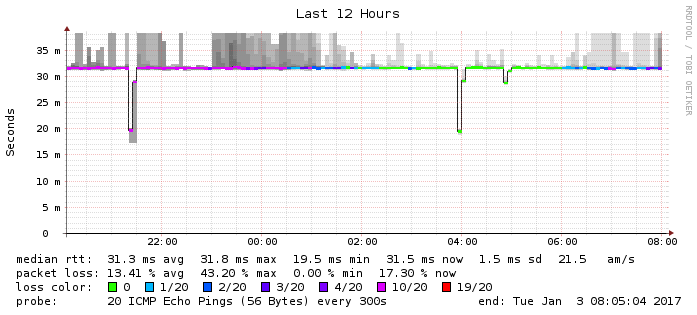 Last 12 Hours
RRDTOOL / TOBI OETIKER
Seconds
35 m
30 m
25 m
20 m
15 m
10 m
5 m
0
22:00 00:00 02:00 04:00 06:00 08:00
median rtt: 31.3 ms avg 31.8 ms max 19.5 ms min 31.5 ms now 1.5 ms sd 21.5 am/s
packet loss: 13.41 % avg 43.20 % max 0.00 % min 17.30 % now
loss color: 0 1/20 2/20 3/20 4/20 10/20 19/20
probe: 20 ICMP Echo Pings (56 Bytes) every 300s end: Tue Jan 3 08:05:04 2017